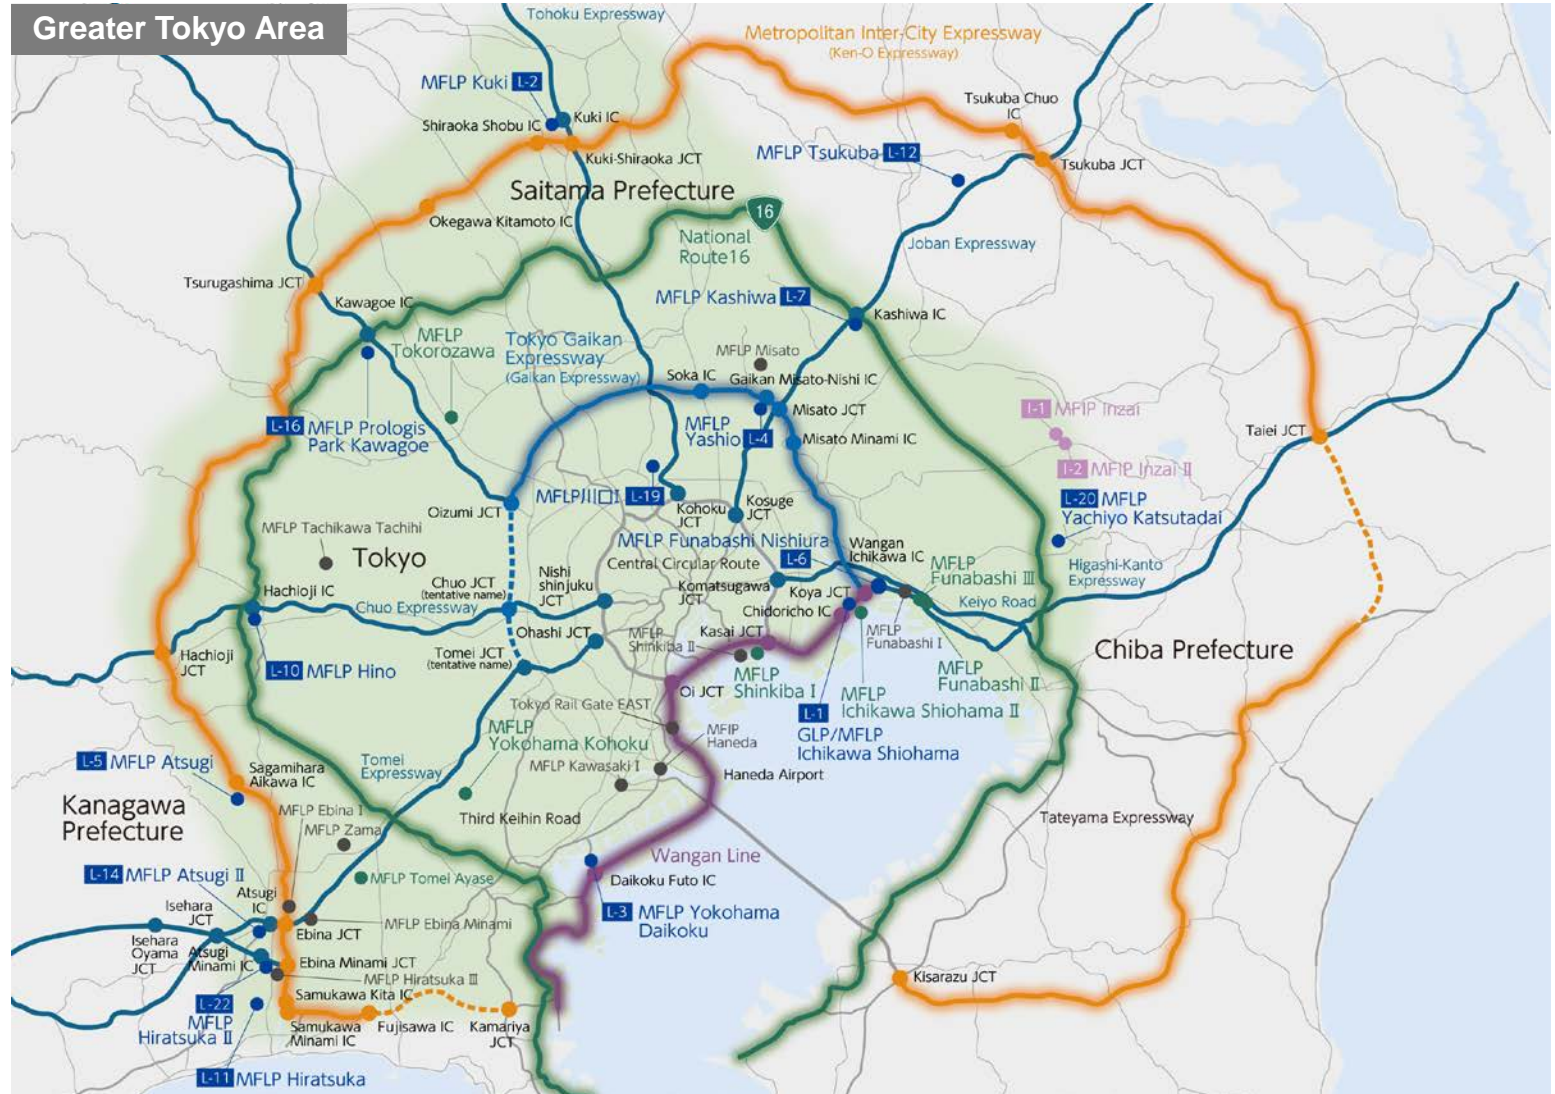 Greater Tokyo Area
Tohoku Expressway
Metropolitan Inter-City Expressway
(Ken-O Expressway)
MFLP Kuki L-2
Kuki IC
Shiraoka Shobu IC
Kuki-Shiraoka JCT
Tsukuba Chuo
IC
MFLP Tsukuba L-12
Tsukuba JCT
Saitama Prefecture
Okegawa Kitamoto IC
16
National
Route16
Joban Expressway
Tsurugashima JCT
Kawagoe IC
MFLP Kashiwa L-7
Kashiwa IC
MFLP
Tokorozawa
Tokyo Gaikan
Expressway
(Gaikan Expressway)
MFLP Misato
Soka IC
Gaikan Misato-Nishi IC
Misato JCT
MFLP
Yashio L-4
Misato Minami IC
L-16 MFLP Prologis
Park Kawagoe
I-1 MFIP Inzai
I-2 MFIP Inzai II
Taiei JCT
MFLP川口I L-19
Oizumi JCT
Kohoku
JCT
Kosuge
JCT
L-20 MFLP
Yachiyo Katsutadai
MFLP Tachikawa Tachihi
Tokyo
MFLP Funabashi Nishiura
L-6
Wangan
Ichikawa IC
Central Circular Route
MFLP
Funabashi III
Higashi-Kanto
Expressway
Hachioji IC
Chuo Expressway
Chuo JCT
(tentative name)
Nishi
shinjuku
JCT
Komatsugawa
JCT
Koya JCT
Chidoricho IC
Keiyo Road
Ohashi JCT
Tomei JCT
(tentative name)
MFLP
Shinkiba II
Kasai JCT
MFLP
Funabashi I
Hachioji
JCT
L-10 MFLP Hino
Chiba Prefecture
MFLP
Shinkiba I
MFLP
Ichikawa Shiohama II
MFLP
Funabashi II
Oi JCT
Tokyo Rail Gate EAST
L-1
GLP/MFLP
Ichikawa Shiohama
MFLP
Yokohama Kohoku
MFIP
Haneda
MFLP Kawasaki I
Haneda Airport
L-5 MFLP Atsugi
Sagamihara
Aikawa IC
Tomei
Expressway
Kanagawa
Prefecture
MFLP Ebina I
MFLP Zama
Third Keihin Road
Tateyama Expressway
Wangan Line
L-14 MFLP Atsugi II
MFLP Tomei Ayase
Daikoku Futo IC
Atsugi
IC
Isehara
JCT
L-3 MFLP Yokohama
Daikoku
MFLP Ebina Minami
Ebina JCT
Isehara
Oyama
JCT
Atsugi
Minami IC
Ebina Minami JCT
MFLP Hiratsuka III
Kisarazu JCT
Samukawa Kita IC
L-22
MFLP
Hiratsuka II
Samukawa
Minami IC
Fujisawa IC
Kamariya
JCT
L-11 MFLP Hiratsuka